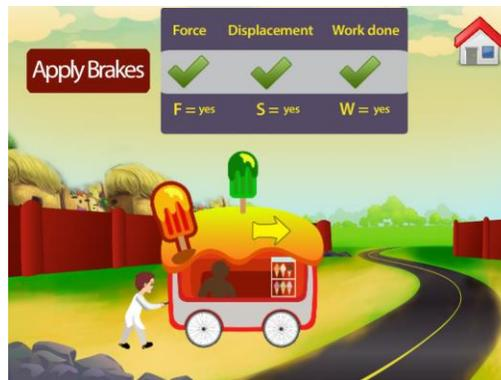 Force Displacement Work done
Apply Brakes
F = yes S = yes W = yes